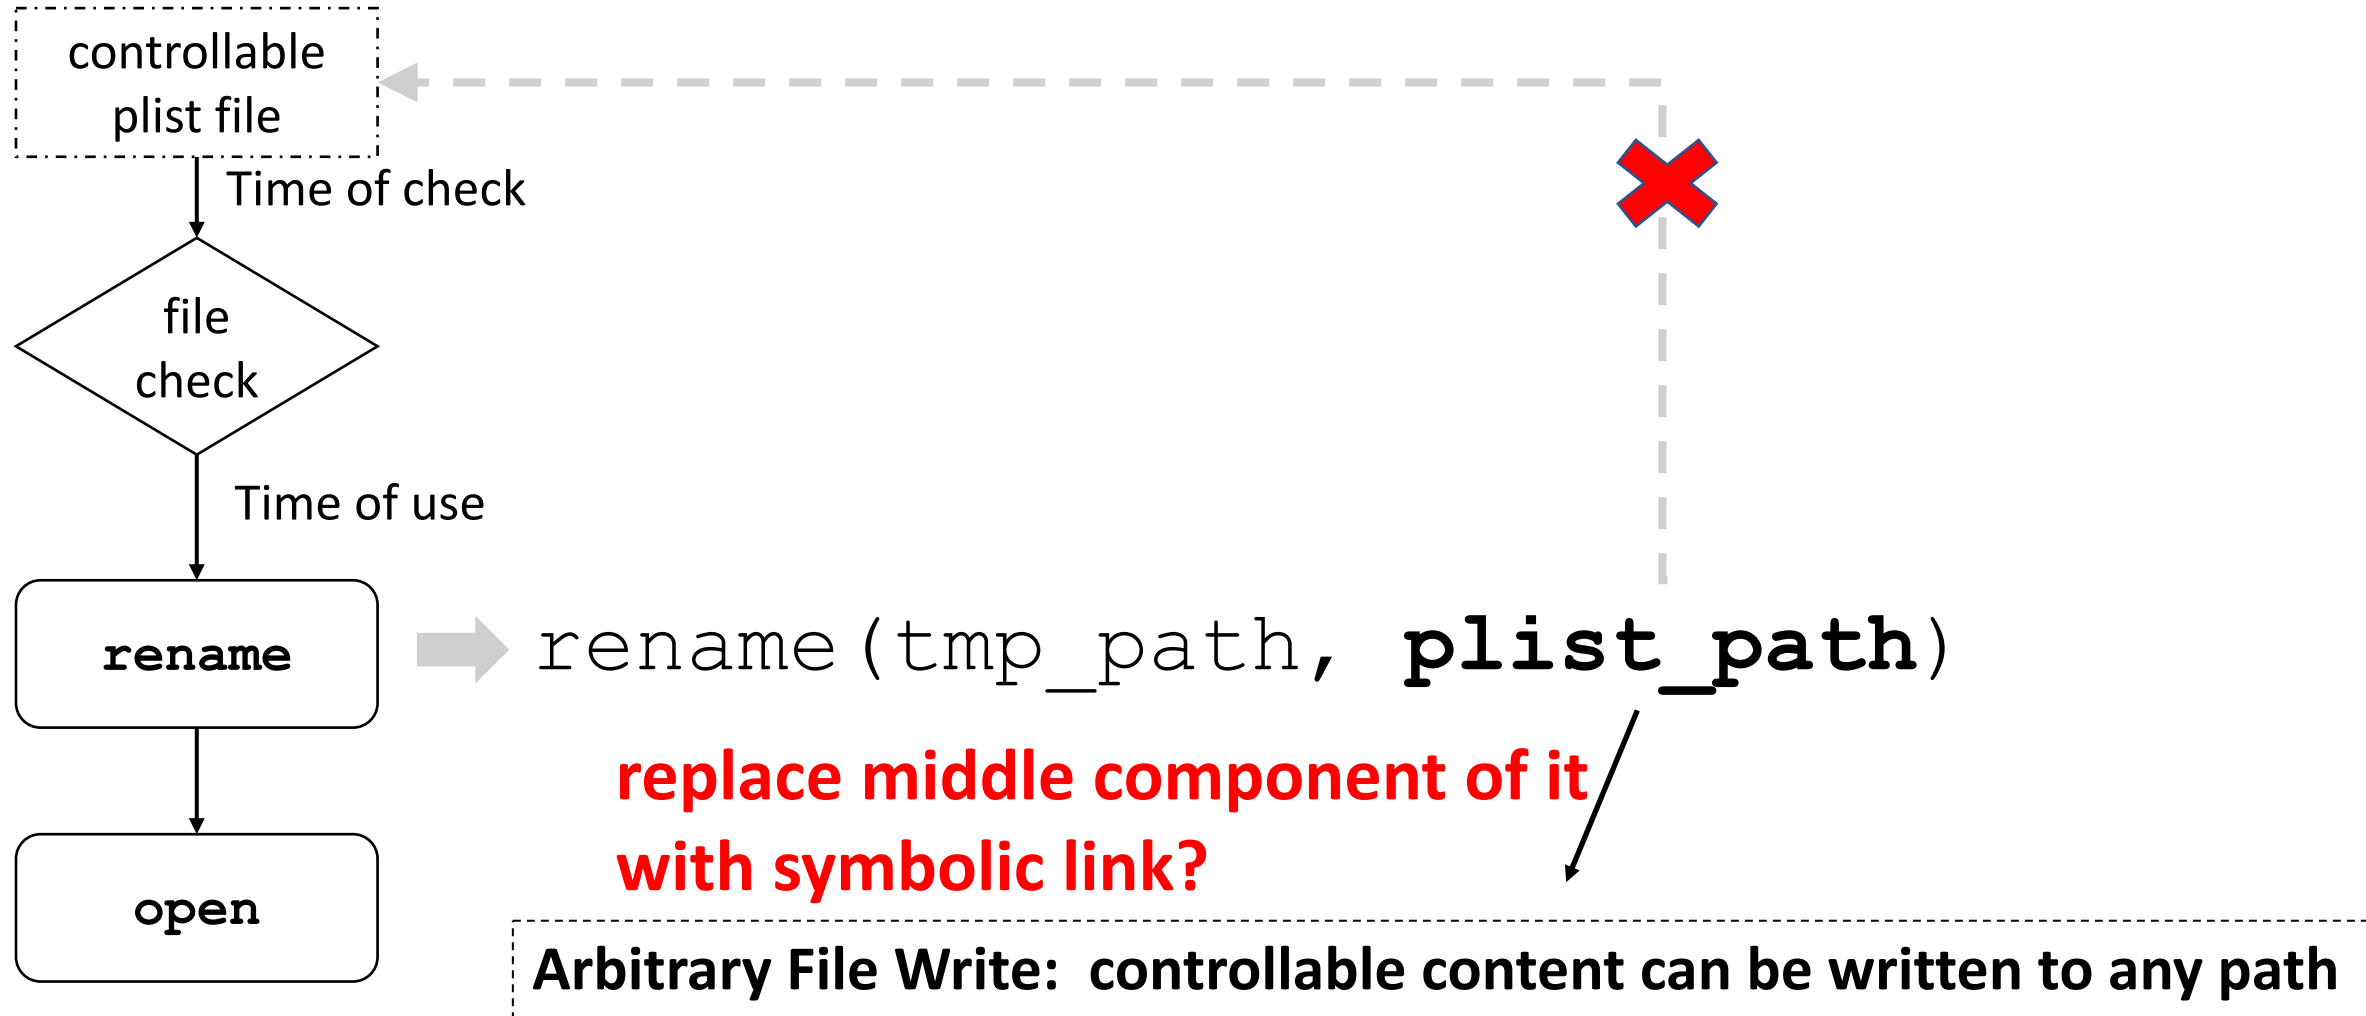 controllable
plist file
Time of check
file
check
Time of use
rename
rename(tmp_path, plist_path)
replace middle component of it
with symbolic link?
open
Arbitrary File Write: controllable content can be written to any path